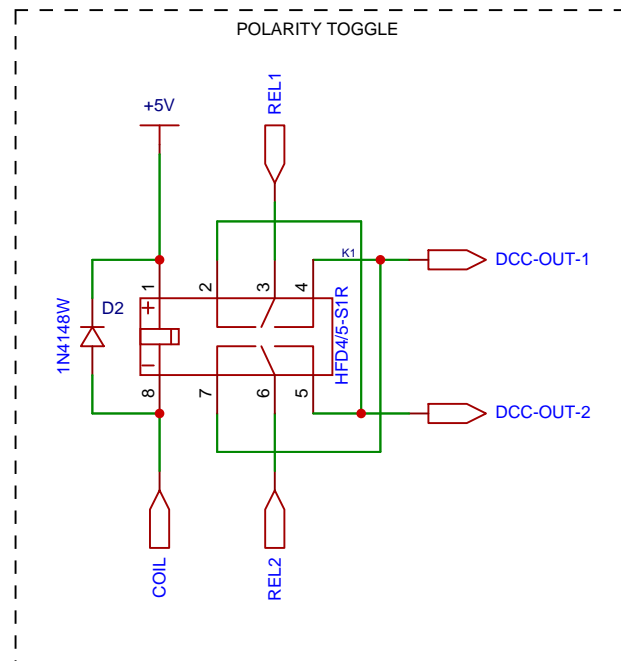 POLARITY TOGGLE
+5V
REL1
1
2
3
4
K1
DCC-OUT-1
D2
1N4148W
+
−
HFD4/5-S1R
8
7
6
5
DCC-OUT-2
COIL
REL2